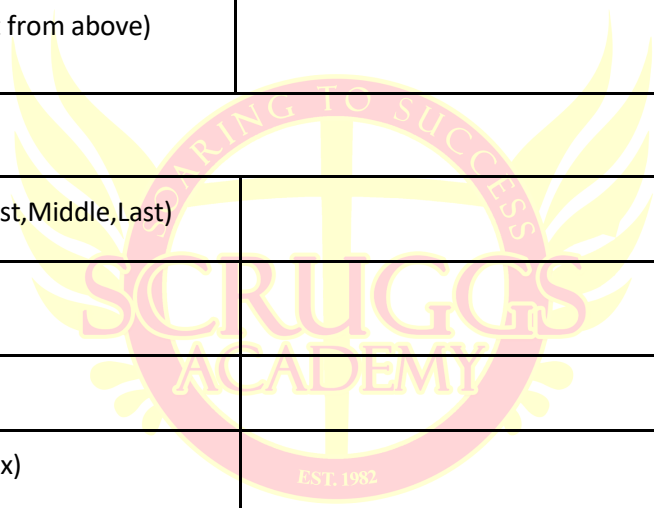 from above)
SOARING TO SUCCESS
st,Middle,Last)
SCRUGGS
ACADEMY
x)
EST. 1982